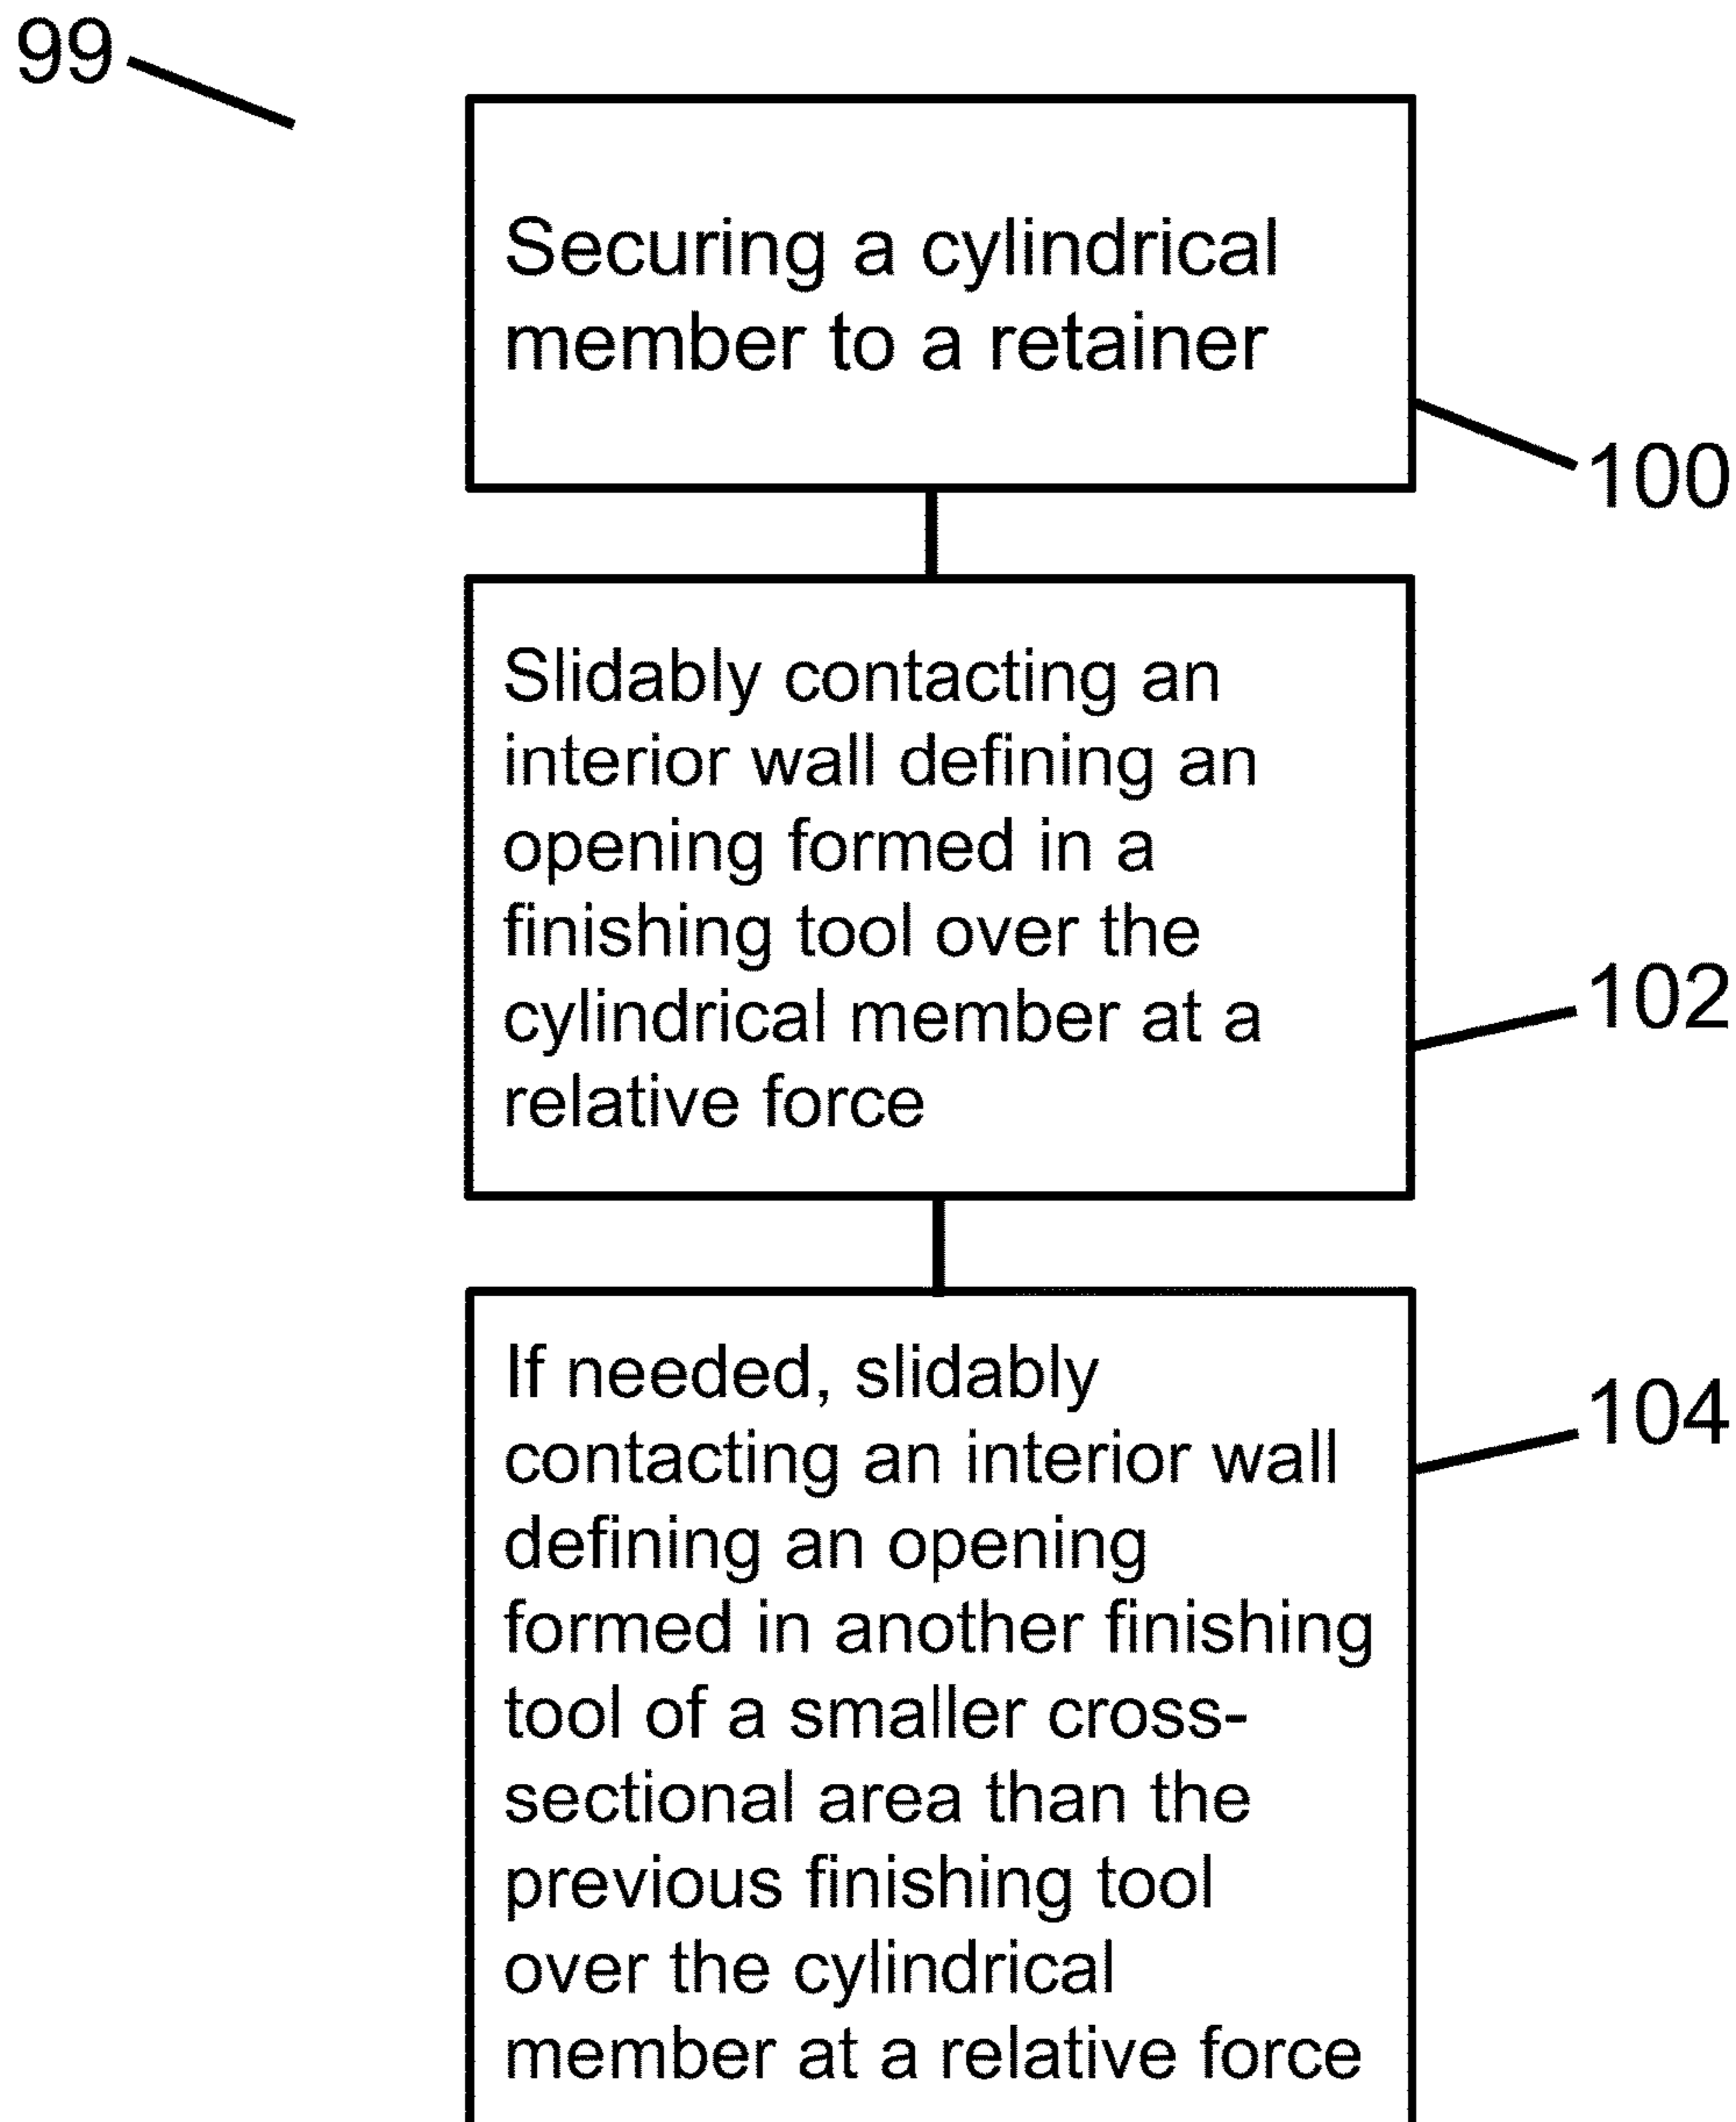 99
Securing a cylindrical
member to a retainer
100
Slidably contacting an
interior wall defining an
opening formed in a
finishing tool over the
cylindrical member at a
relative force
102
If needed, slidably
contacting an interior wall
defining an opening
formed in another finishing
tool of a smaller cross-
sectional area than the
previous finishing tool
over the cylindrical
member at a relative force
104